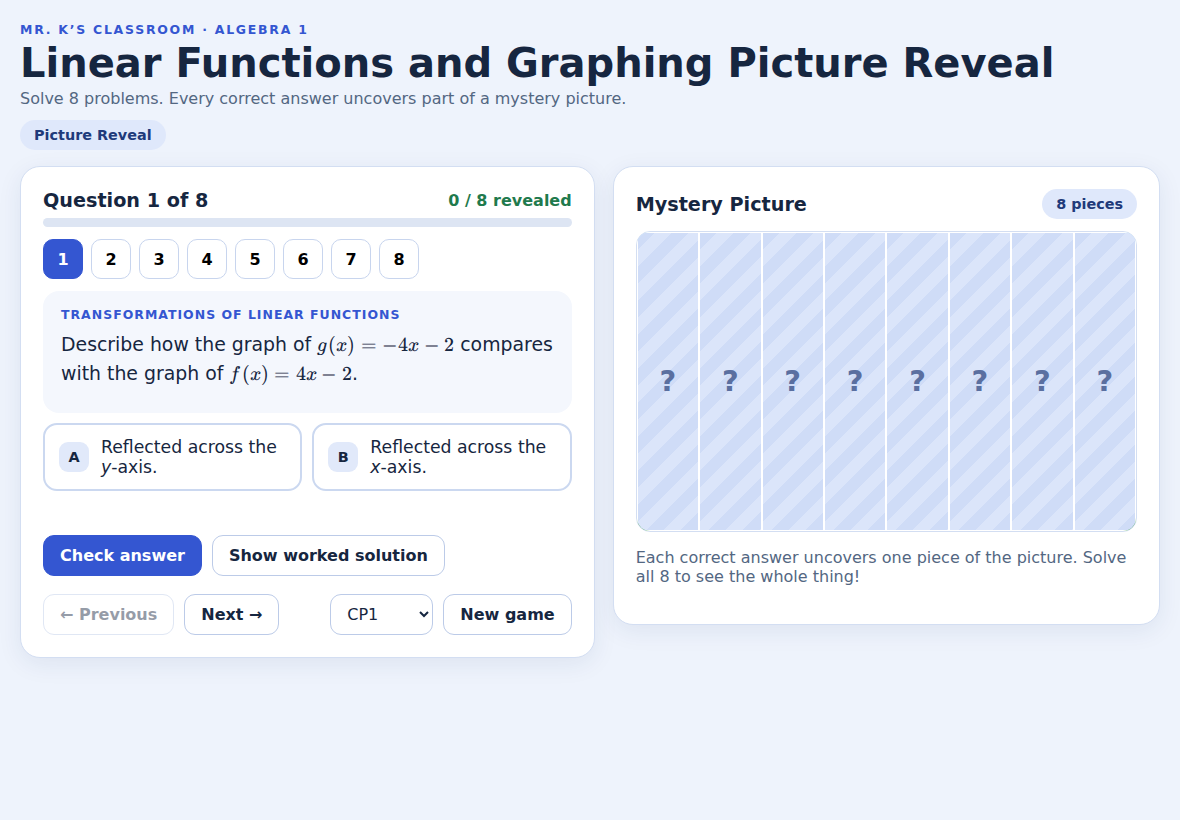 MR. K’S CLASSROOM · ALGEBRA 1
Linear Functions and Graphing Picture Reveal
Solve 8 problems. Every correct answer uncovers part of a mystery picture.
Picture Reveal
Question 1 of 8
0 / 8 revealed
1 2 3 4 5 6 7 8
TRANSFORMATIONS OF LINEAR FUNCTIONS
Describe how the graph of g(x) = −4x − 2 compares
with the graph of f(x) = 4x − 2.
A Reflected across the
y-axis.
B Reflected across the
x-axis.
Check answer
Show worked solution
← Previous
Next →
CP1
New game
Mystery Picture
8 pieces
? ? ? ? ? ? ? ?
Each correct answer uncovers one piece of the picture. Solve
all 8 to see the whole thing!